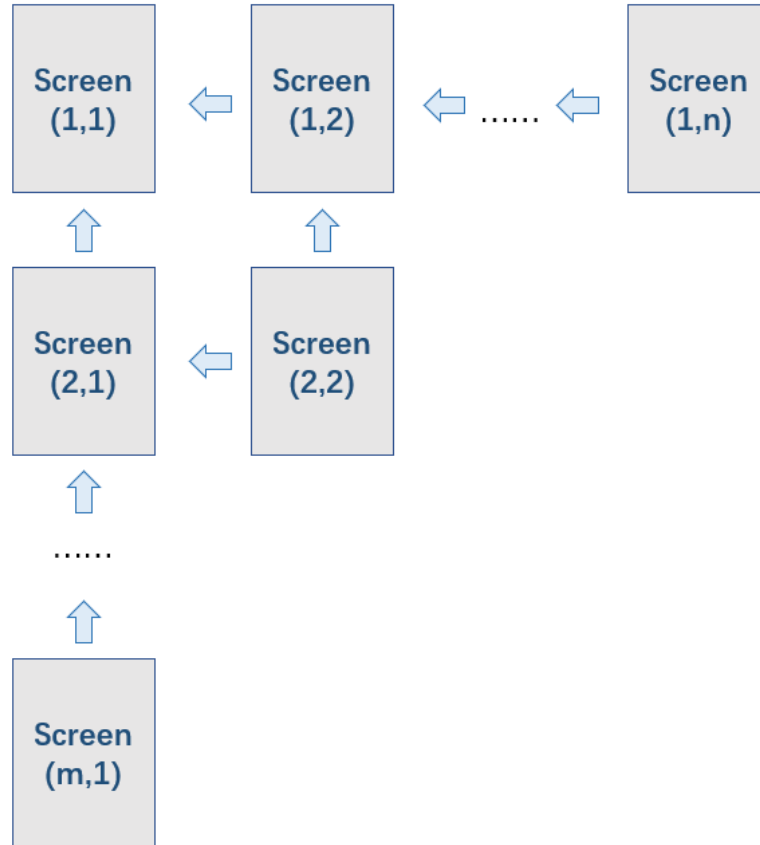 Screen
(1,1)
Screen
(1,2)
……
Screen
(1,n)
Screen
(2,1)
Screen
(2,2)
……
Screen
(m,1)